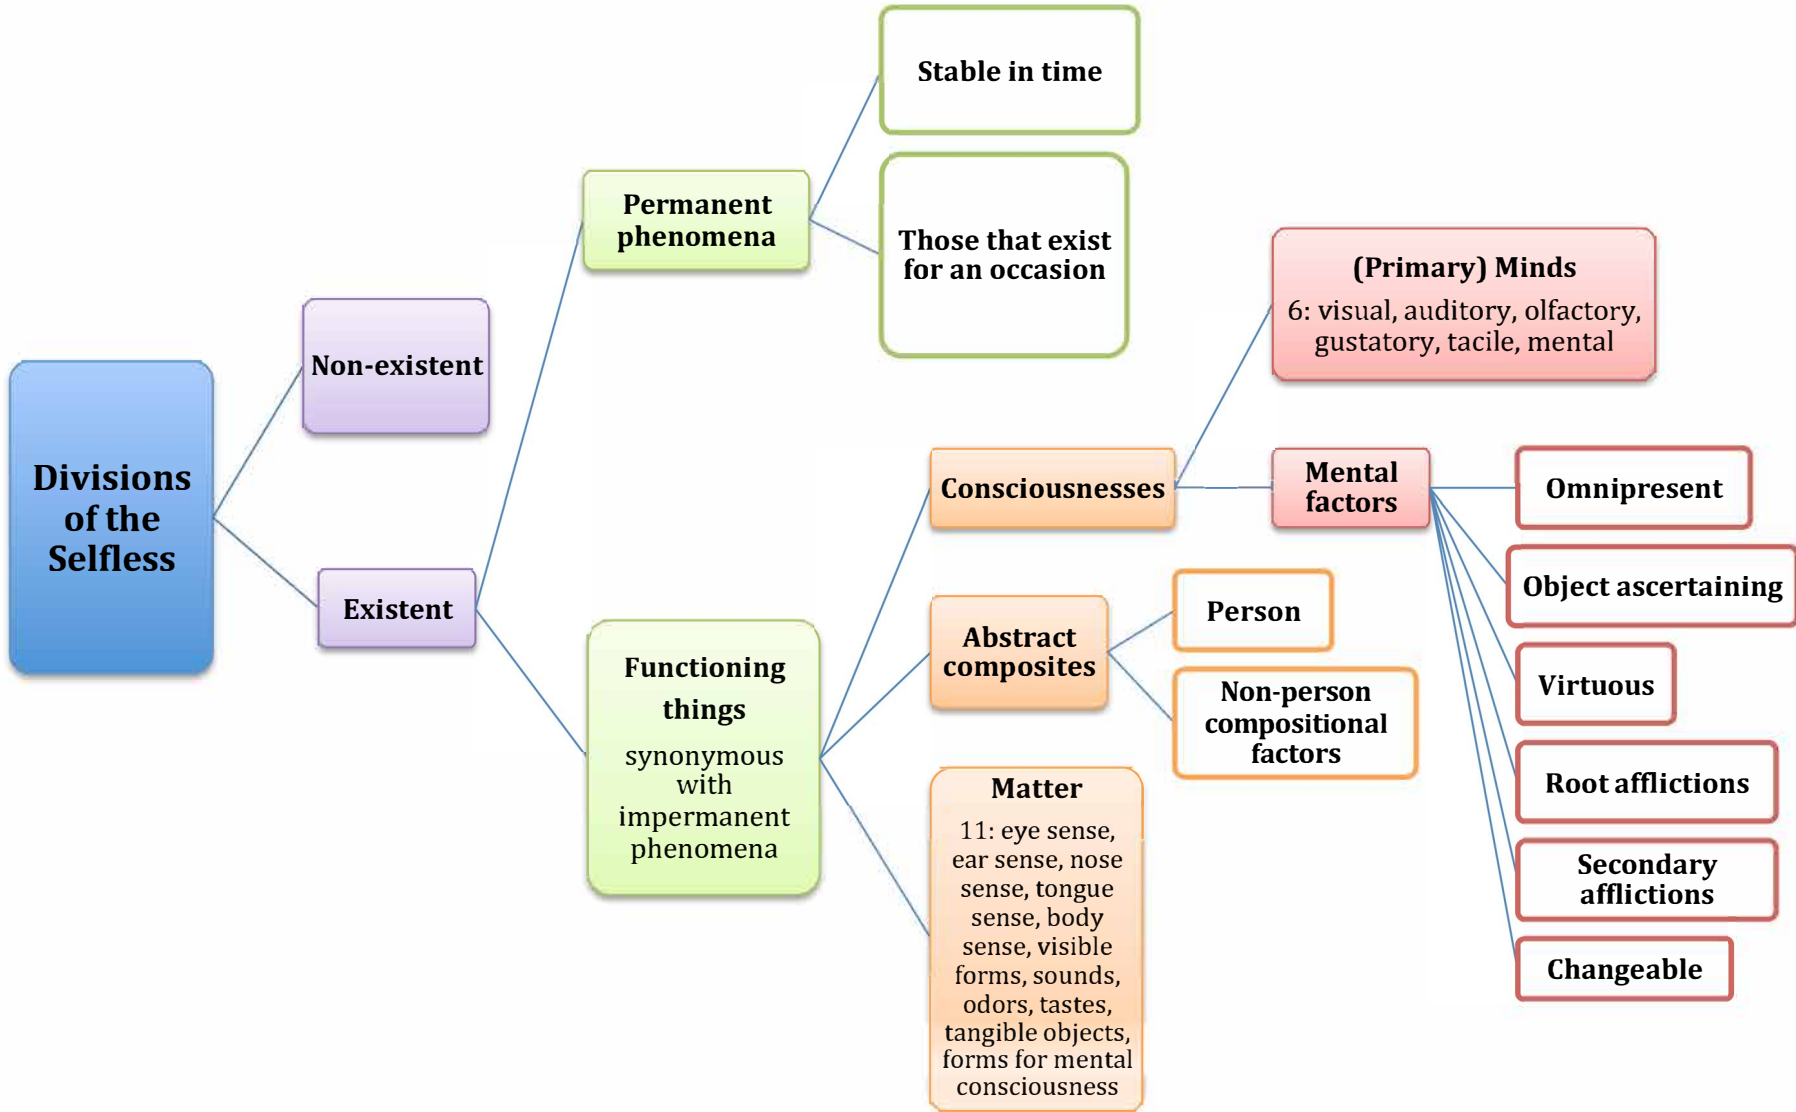 Divisions
of the
Selfless
Non-existent
Existent
Permanent
phenomena
Stable in time
Those that exist
for an occasion
Functioning
things
synonymous
with
impermanent
phenomena
Consciousnesses
(Primary) Minds
6: visual, auditory, olfactory,
gustatory, tacile, mental
Mental
factors
Omnipresent
Object ascertaining
Virtuous
Root afflictions
Secondary
afflictions
Changeable
Abstract
composites
Person
Non-person
compositional
factors
Matter
11: eye sense,
ear sense, nose
sense, tongue
sense, body
sense, visible
forms, sounds,
odors, tastes,
tangible objects,
forms for mental
consciousness